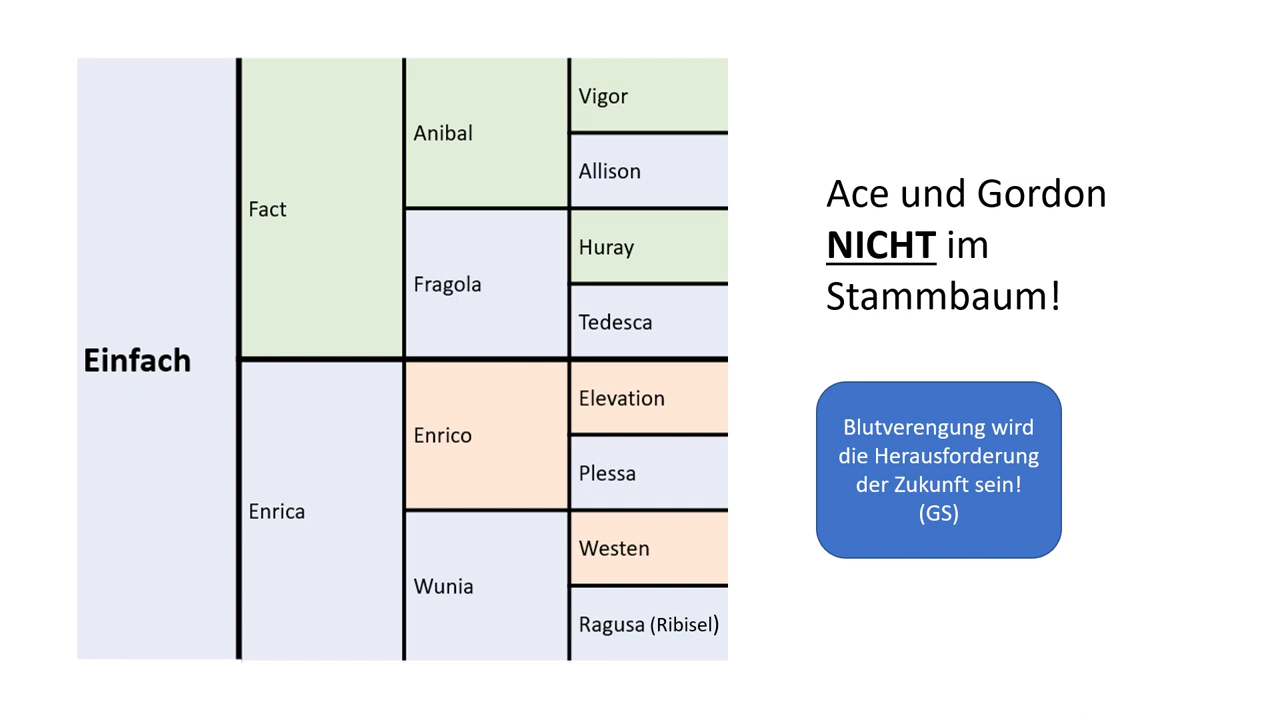 Einfach
Fact
Anibal
Vigor
Allison
Fragola
Huray
Tedesca
Enrica
Enrico
Elevation
Plessa
Wunia
Westen
Ragusa (Ribisel)
Ace und Gordon
NICHT im
Stammbaum!
Blutverengung wird
die Herausforderung
der Zukunft sein!
(GS)